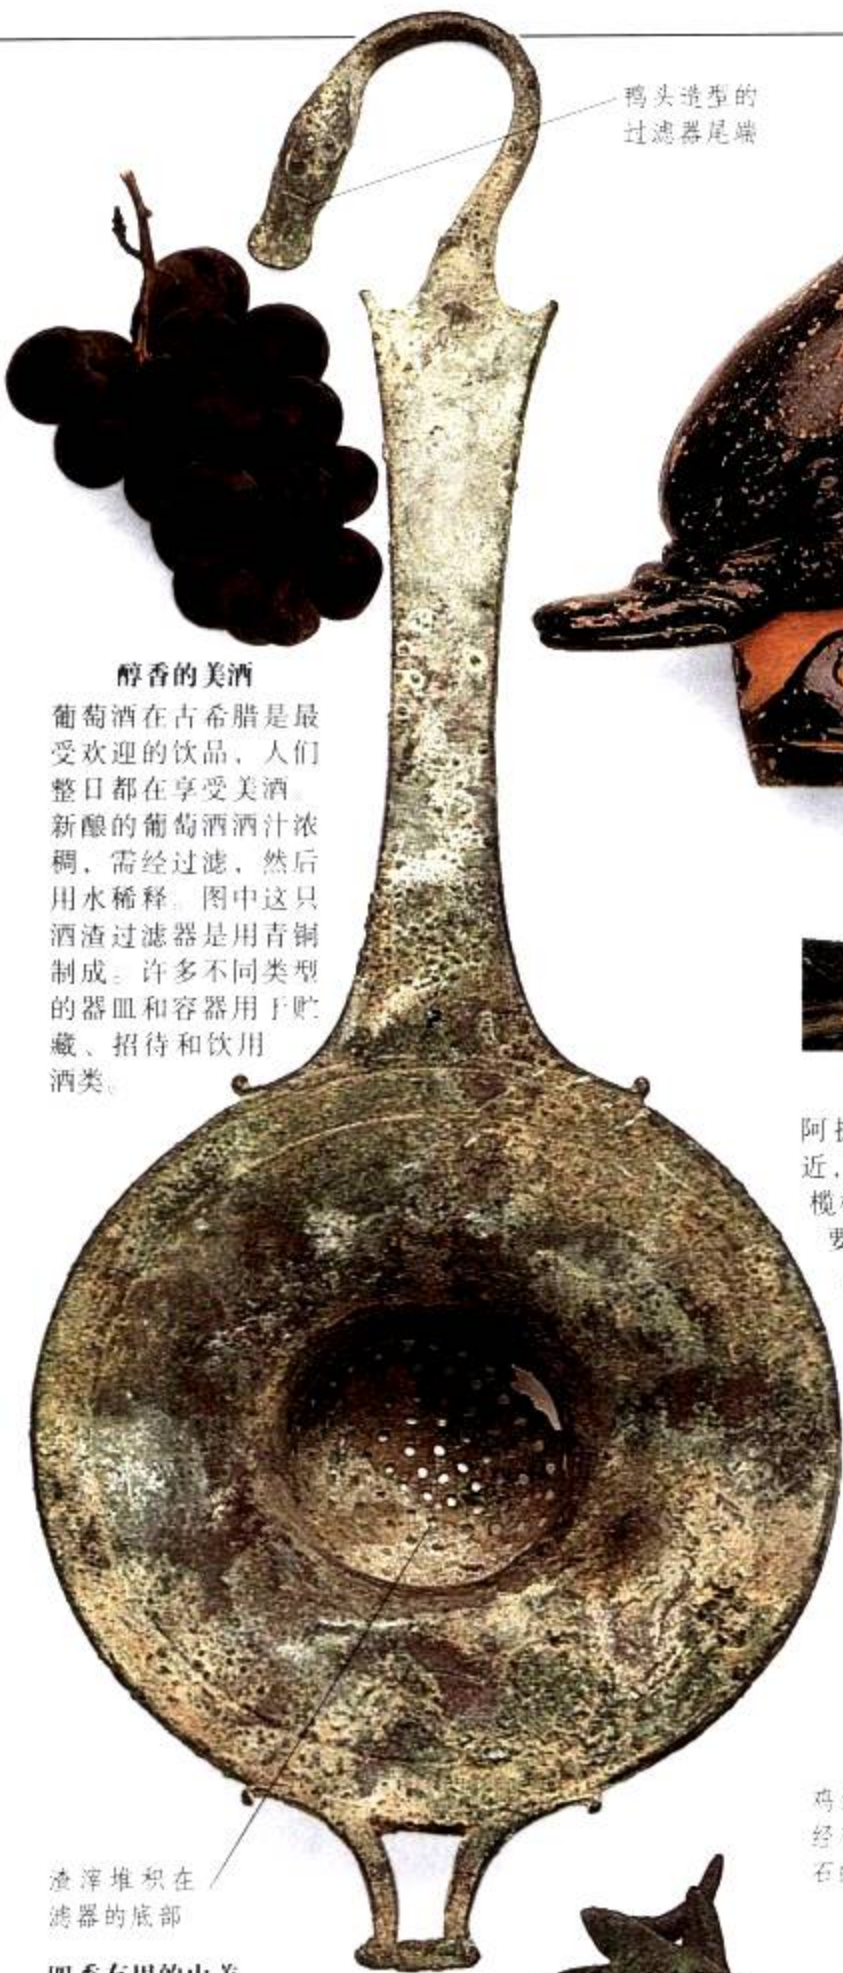 鸭头造型的
过滤器尾端
醇香的美酒
葡萄酒在古希腊是最
受欢迎的饮品，人们
整日都在享受美酒。
新酿的葡萄酒酒汁浓
稠，需经过滤，然后
用水稀释。图中这只
酒渣过滤器是用青铜
制成。许多不同类型
的器皿和容器用于贮
藏、招待和饮用
酒类。
渣滓堆积在
滤器的底部
阿
近，
榄
要
鸡
经
石